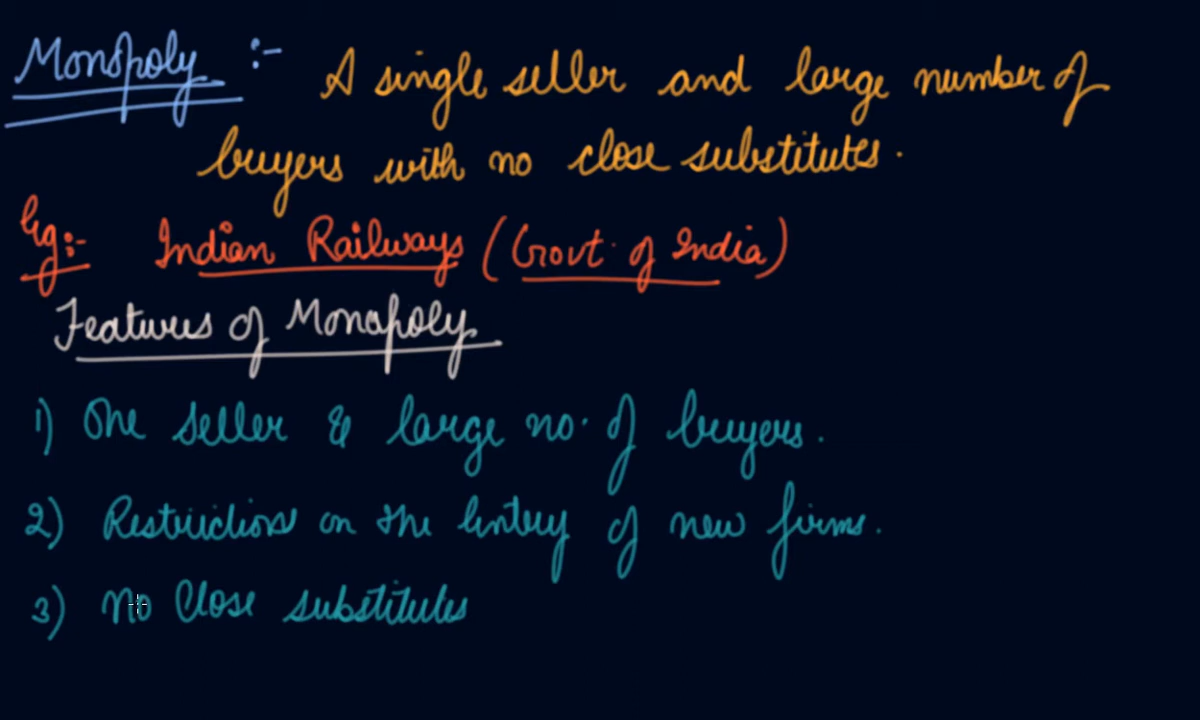 Monopoly :- A single seller and large number of
buyers with no close substitutes.
Eg:- Indian Railways (Govt. of India)
Features of Monopoly
1) One seller & large no. of buyers.
2) Restrictions on the Entry of new firms.
3) No Close substitutes